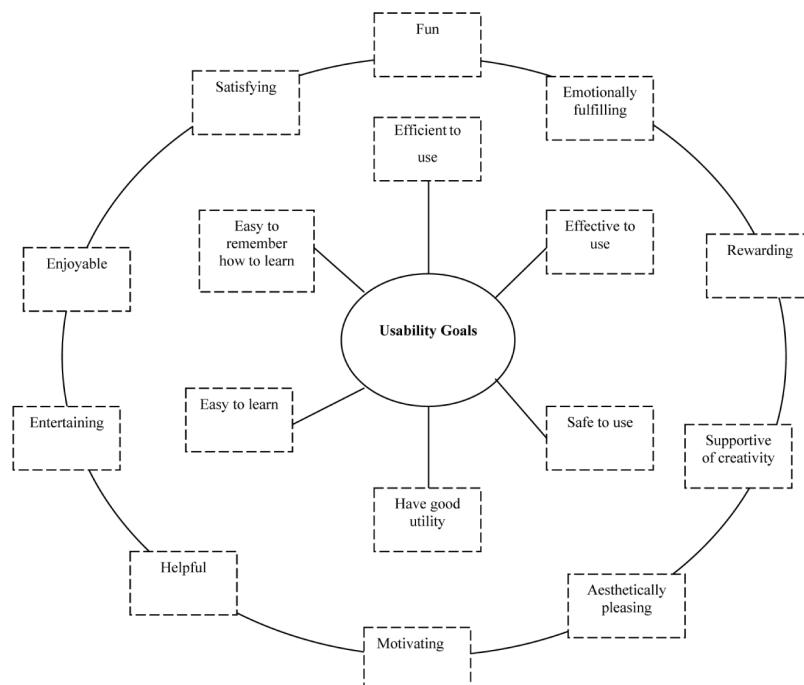 Fun
Satisfying
Emotionally
fulfilling
Efficient to
use
Easy to
remember
how to learn
Effective to
use
Enjoyable
Rewarding
Usability Goals
Easy to learn
Safe to use
Entertaining
Supportive
of creativity
Have good
utility
Helpful
Aesthetically
pleasing
Motivating